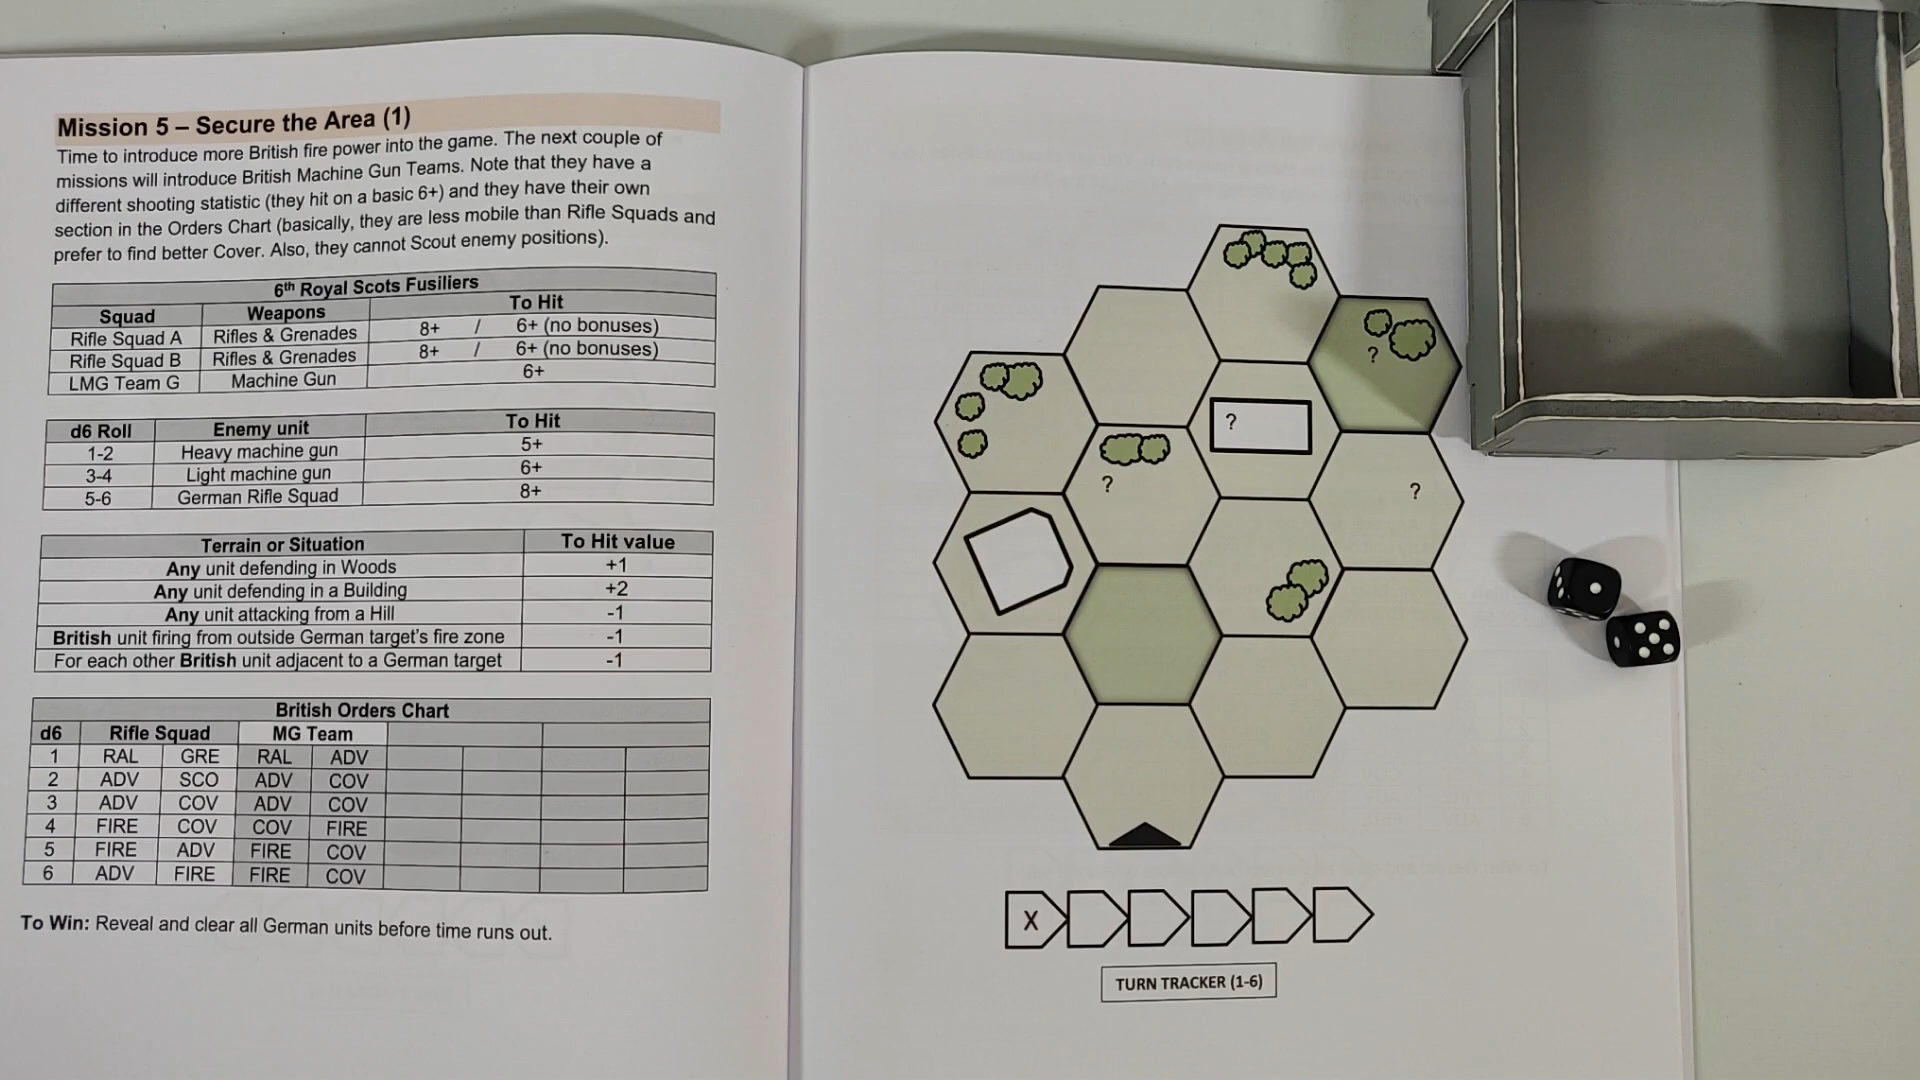 Mission 5 – Secure the Area (1)
Time to introduce more British fire power into the game. The next couple of
missions will introduce British Machine Gun Teams. Note that they have a
different shooting statistic (they hit on a basic 6+) and they have their own
section in the Orders Chart (basically, they are less mobile than Rifle Squads and
prefer to find better Cover. Also, they cannot Scout enemy positions).
6th Royal Scots Fusiliers
Squad Weapons To Hit
Rifle Squad A Rifles & Grenades 8+ / 6+ (no bonuses)
Rifle Squad B Rifles & Grenades 8+ / 6+ (no bonuses)
LMG Team G Machine Gun 6+
d6 Roll Enemy unit To Hit
1-2 Heavy machine gun 5+
3-4 Light machine gun 6+
5-6 German Rifle Squad 8+
Terrain or Situation To Hit value
Any unit defending in Woods +1
Any unit defending in a Building +2
Any unit attacking from a Hill -1
British unit firing from outside German target's fire zone -1
For each other British unit adjacent to a German target -1
British Orders Chart
d6 Rifle Squad MG Team
1 RAL GRE RAL ADV
2 ADV SCO ADV COV
3 ADV COV ADV COV
4 FIRE COV COV FIRE
5 FIRE ADV FIRE COV
6 ADV FIRE FIRE COV
To Win: Reveal and clear all German units before time runs out.
?
?
?
?
X
TURN TRACKER (1-6)